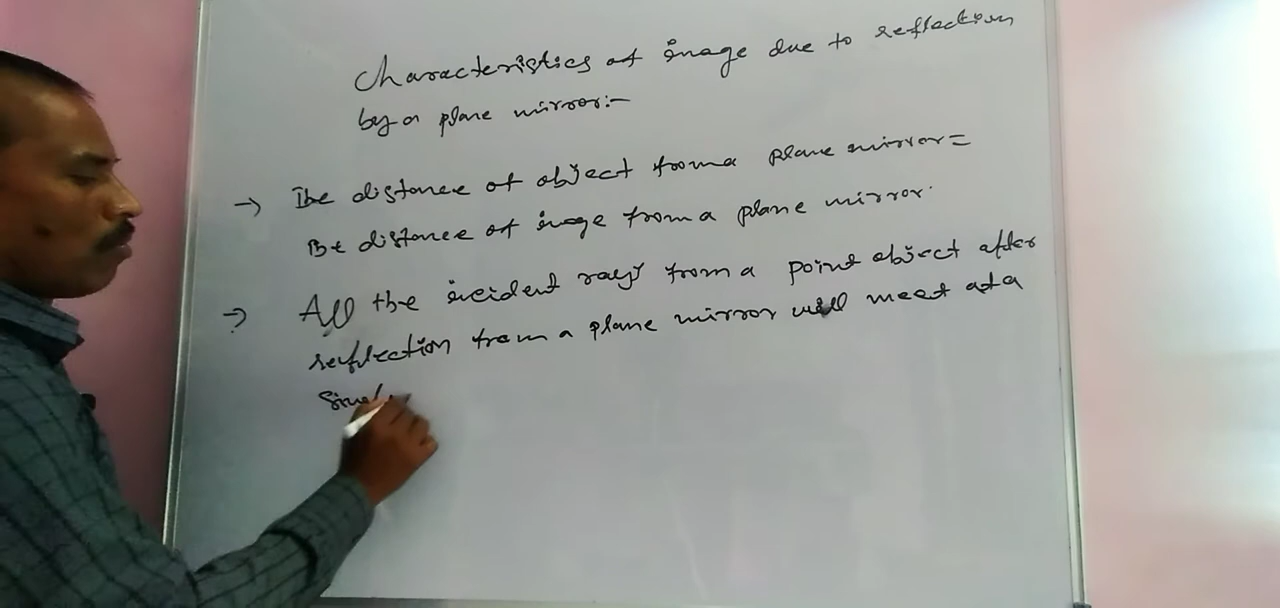 Characteristics of image due to reflection
by a plane mirror:-
→ The distance of object from a plane mirror =
The distance of image from a plane mirror.
→ All the incident rays from a point object after
reflection from a plane mirror will meet at a